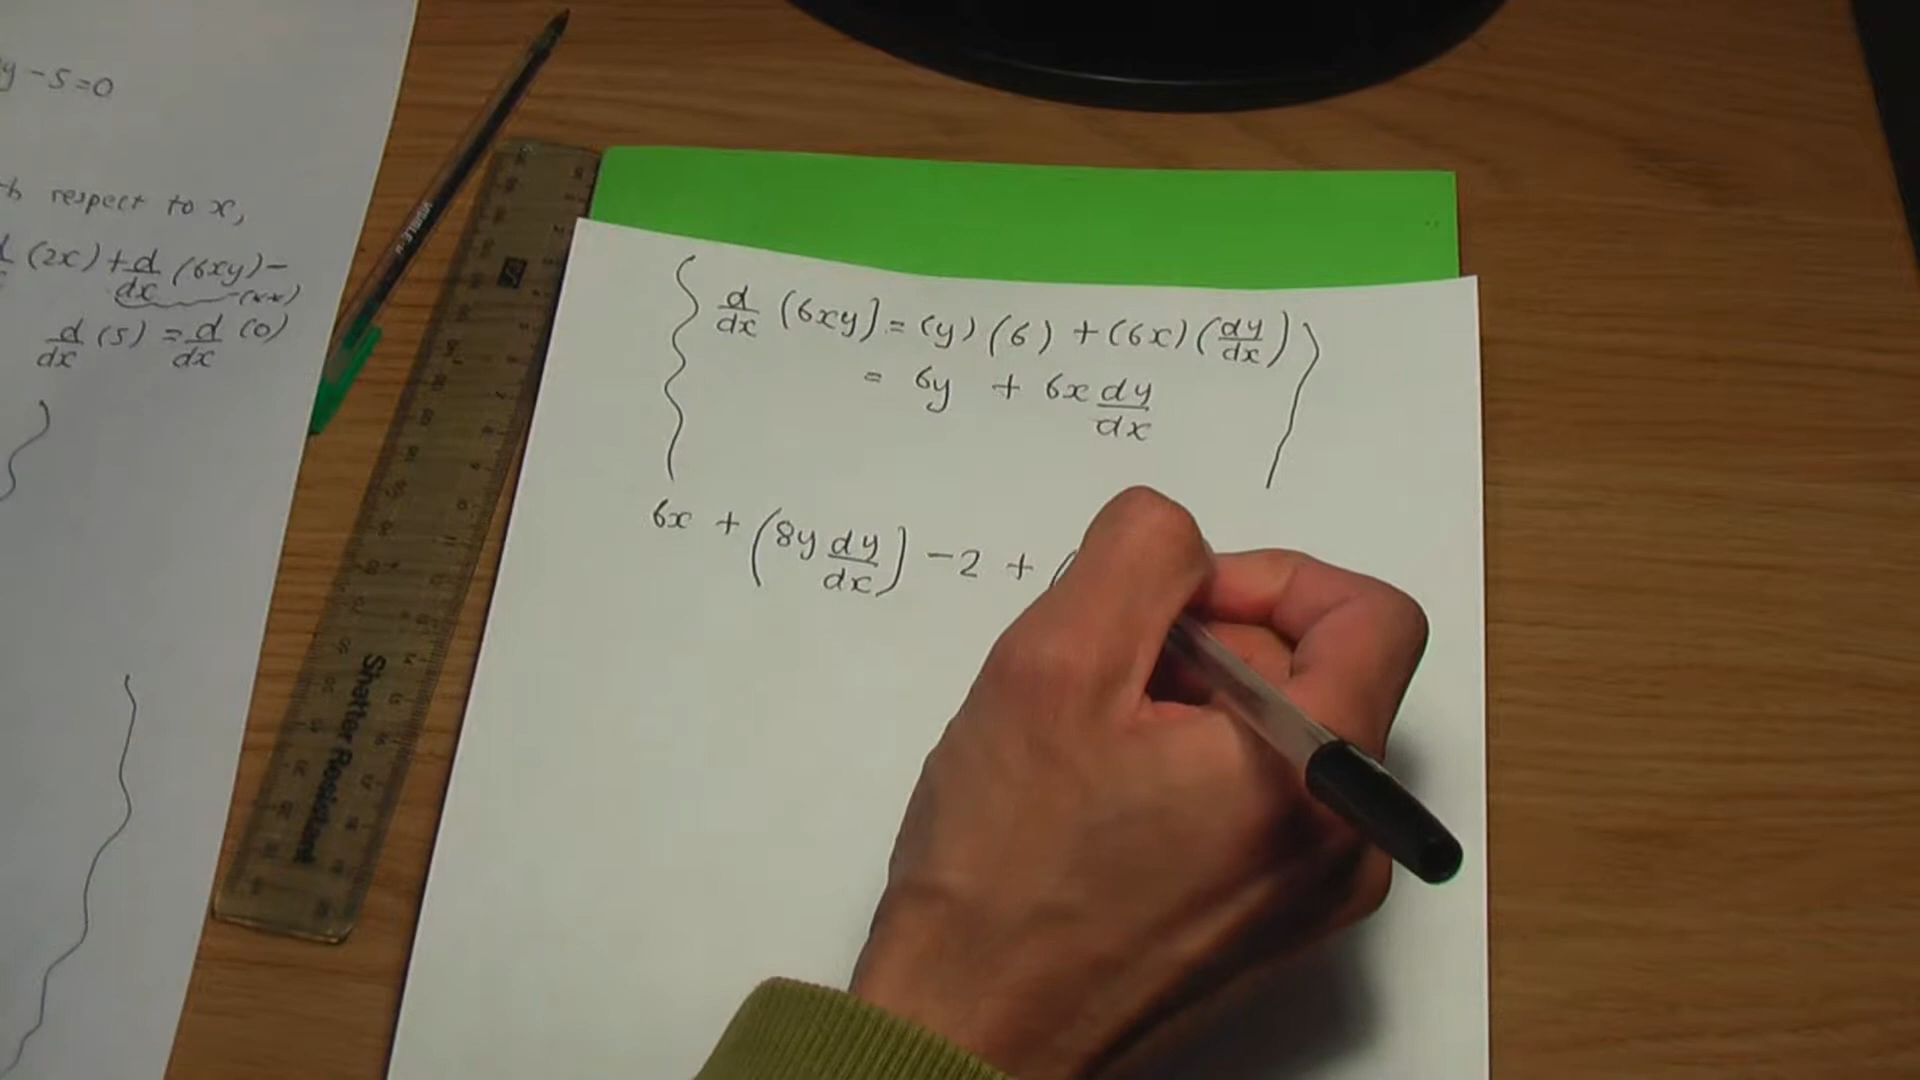 y - 5 = 0
respect to x,
(2x) + d/dx (6xy) -
(**)
d/dx (5) = d/dx (0)
d/dx (6xy) = (y)(6) + (6x)(dy/dx)
= 6y + 6x dy/dx
6x + (8y dy/dx) - 2 + (
Shatter Resistant